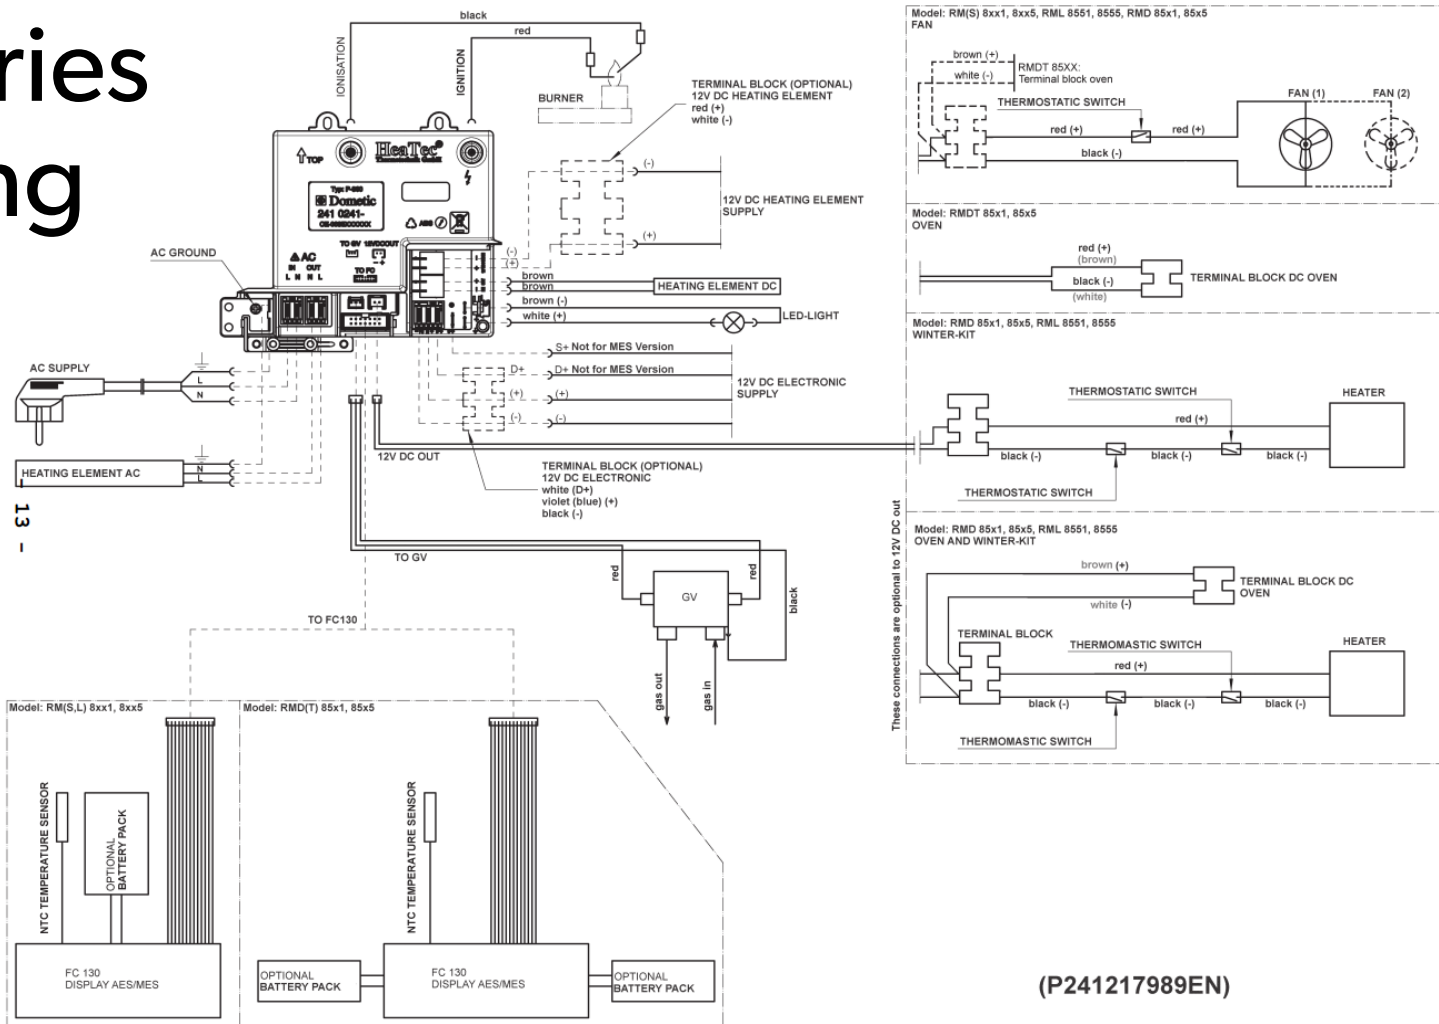 ries
ng
black
red
IONISATION
IGNITION
BURNER
TERMINAL BLOCK (OPTIONAL)
12V DC HEATING ELEMENT
red (+)
white (-)
TOP
HeaTec®
Dometic
241 0241-
TO GV 12VDCOUT
- +
AC
IN OUT
L N N L
TO FC
ABS
AC GROUND
(-)
(+)
12V DC HEATING ELEMENT
SUPPLY
(-)
(+)
brown
brown
HEATING ELEMENT DC
brown (-)
white (+)
LED-LIGHT
S+ Not for MES Version
D+
D+ Not for MES Version
(+)
(+)
(-)
(-)
12V DC ELECTRONIC
SUPPLY
AC SUPPLY
L
N
HEATING ELEMENT AC
N
L
12V DC OUT
TERMINAL BLOCK (OPTIONAL)
12V DC ELECTRONIC
white (D+)
violet (blue) (+)
black (-)
- 13 -
TO GV
red
red
black
GV
gas out
gas in
TO FC130
Model: RM(S,L) 8xx1, 8xx5
NTC TEMPERATURE SENSOR
OPTIONAL
BATTERY PACK
FC 130
DISPLAY AES/MES
Model: RMD(T) 85x1, 85x5
NTC TEMPERATURE SENSOR
OPTIONAL
BATTERY PACK
FC 130
DISPLAY AES/MES
OPTIONAL
BATTERY PACK
These connections are optional to 12V DC out
Model: RM(S) 8xx1, 8xx5, RML 8551, 8555, RMD 85x1, 85x5
FAN
brown (+)
white (-)
RMDT 85XX:
Terminal block oven
THERMOSTATIC SWITCH
FAN (1)
FAN (2)
red (+)
red (+)
black (-)
Model: RMDT 85x1, 85x5
OVEN
red (+)
(brown)
black (-)
(white)
TERMINAL BLOCK DC OVEN
Model: RMD 85x1, 85x5, RML 8551, 8555
WINTER-KIT
THERMOSTATIC SWITCH
HEATER
red (+)
black (-)
black (-)
black (-)
THERMOSTATIC SWITCH
Model: RMD 85x1, 85x5, RML 8551, 8555
OVEN AND WINTER-KIT
brown (+)
white (-)
TERMINAL BLOCK DC
OVEN
TERMINAL BLOCK
THERMOMASTIC SWITCH
HEATER
red (+)
black (-)
black (-)
black (-)
THERMOMASTIC SWITCH
(P241217989EN)